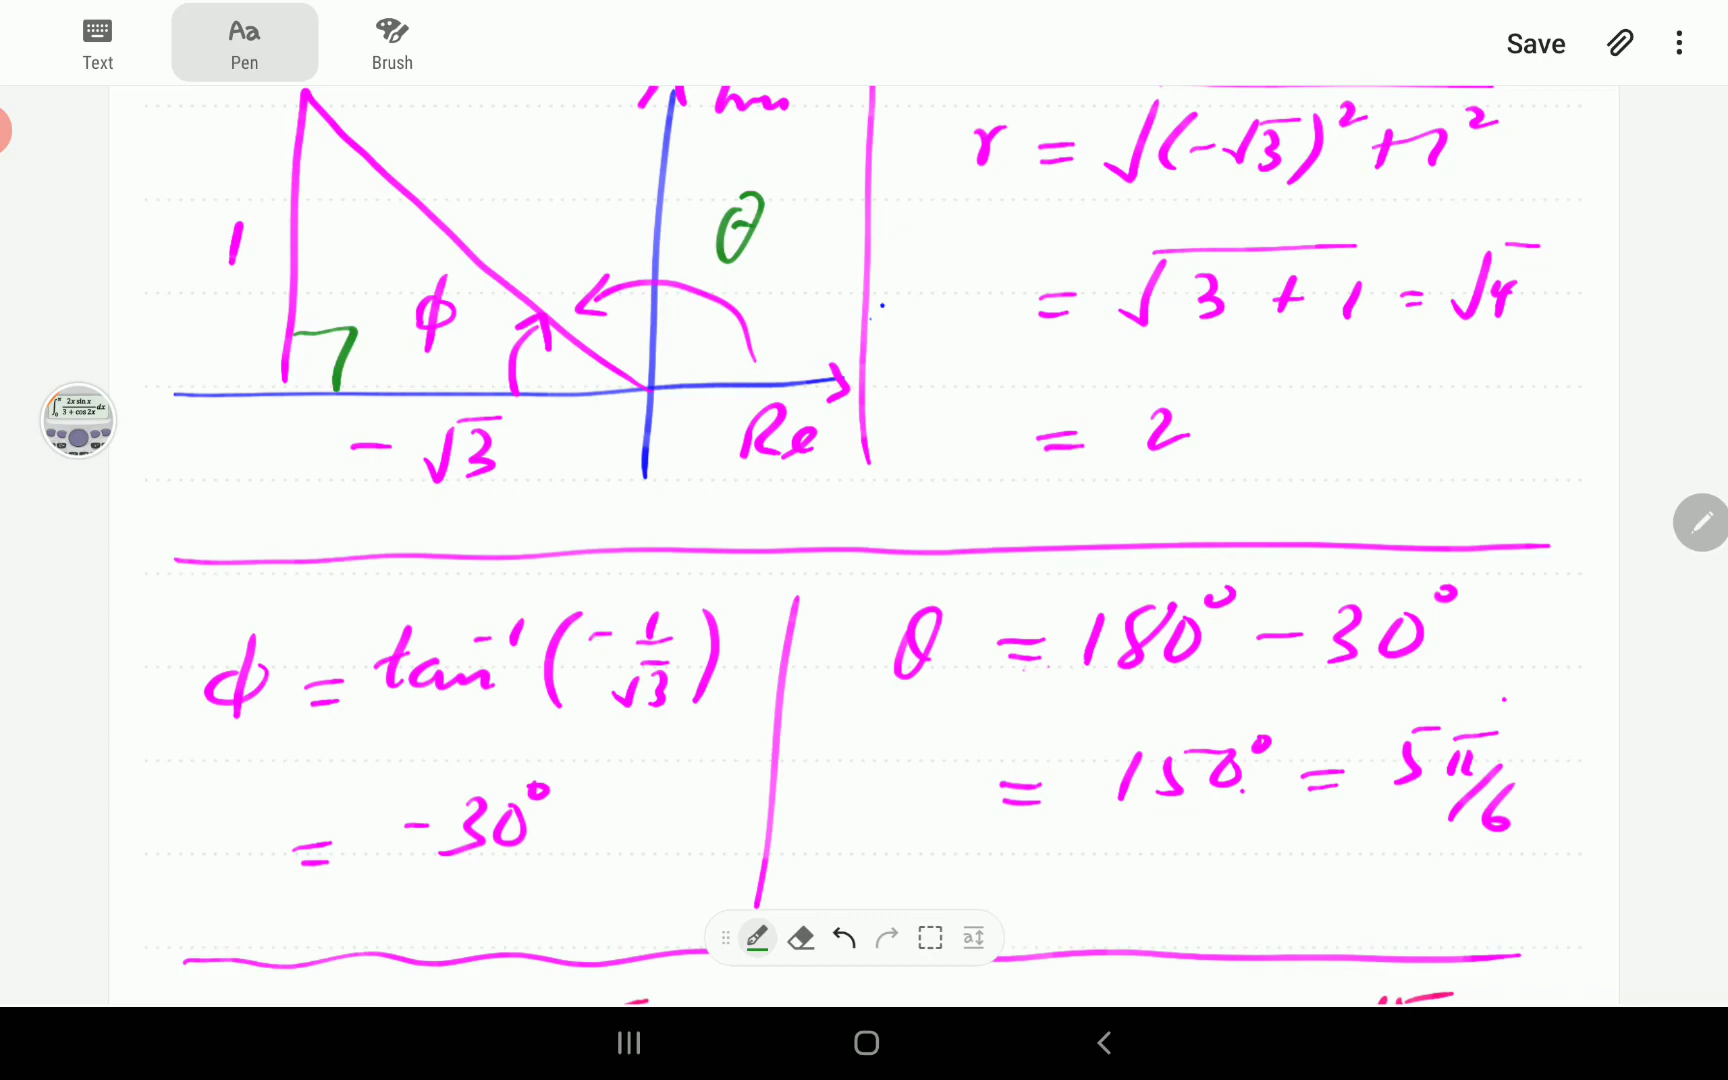 Text
Pen
Brush
Save
Im
r = √(-√3)² + 1²
1
θ
ϕ
= √3 + 1 = √4
Re
- √3
= 2
ϕ = tan⁻¹(-1/√3)
θ = 180° - 30°
= 150° = 5π/6
= -30°